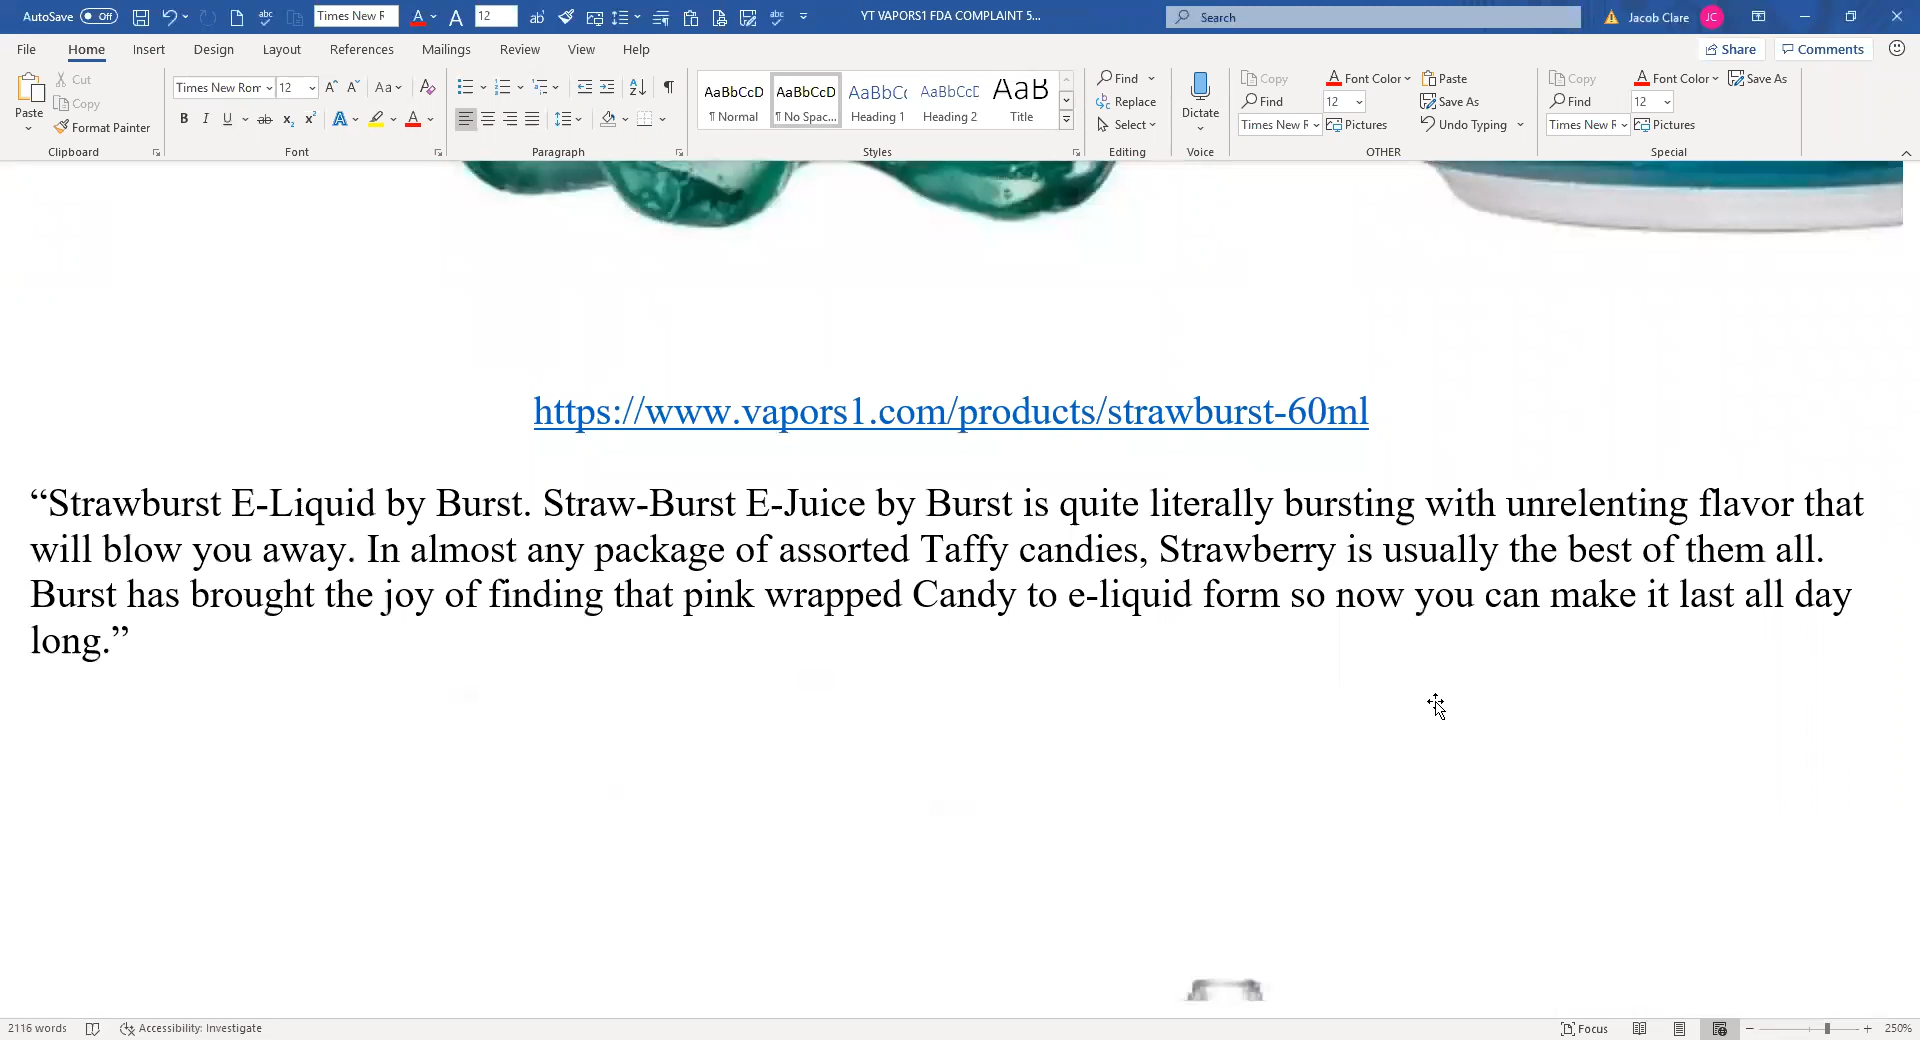 AutoSave Off Times New R 12 YT VAPORS1 FDA COMPLAINT 5... Search Jacob Clare JC
File Home Insert Design Layout References Mailings Review View Help Share Comments
Paste Cut Copy Format Painter
Times New Rom 12 Aa
B I U ab x₂ x² A A
AaBbCcD AaBbCcD AaBbCc AaBbCcD AaB
¶ Normal ¶ No Spac... Heading 1 Heading 2 Title
Find Replace Select
Dictate
Copy Font Color Paste
Find 12 Save As
Times New F Pictures Undo Typing
Copy Font Color Save As
Find 12
Times New F Pictures
Clipboard Font Paragraph Styles Editing Voice OTHER Special
https://www.vapors1.com/products/strawburst-60ml
“Strawburst E-Liquid by Burst. Straw-Burst E-Juice by Burst is quite literally bursting with unrelenting flavor that
will blow you away. In almost any package of assorted Taffy candies, Strawberry is usually the best of them all.
Burst has brought the joy of finding that pink wrapped Candy to e-liquid form so now you can make it last all day
long.”
2116 words Accessibility: Investigate Focus 250%